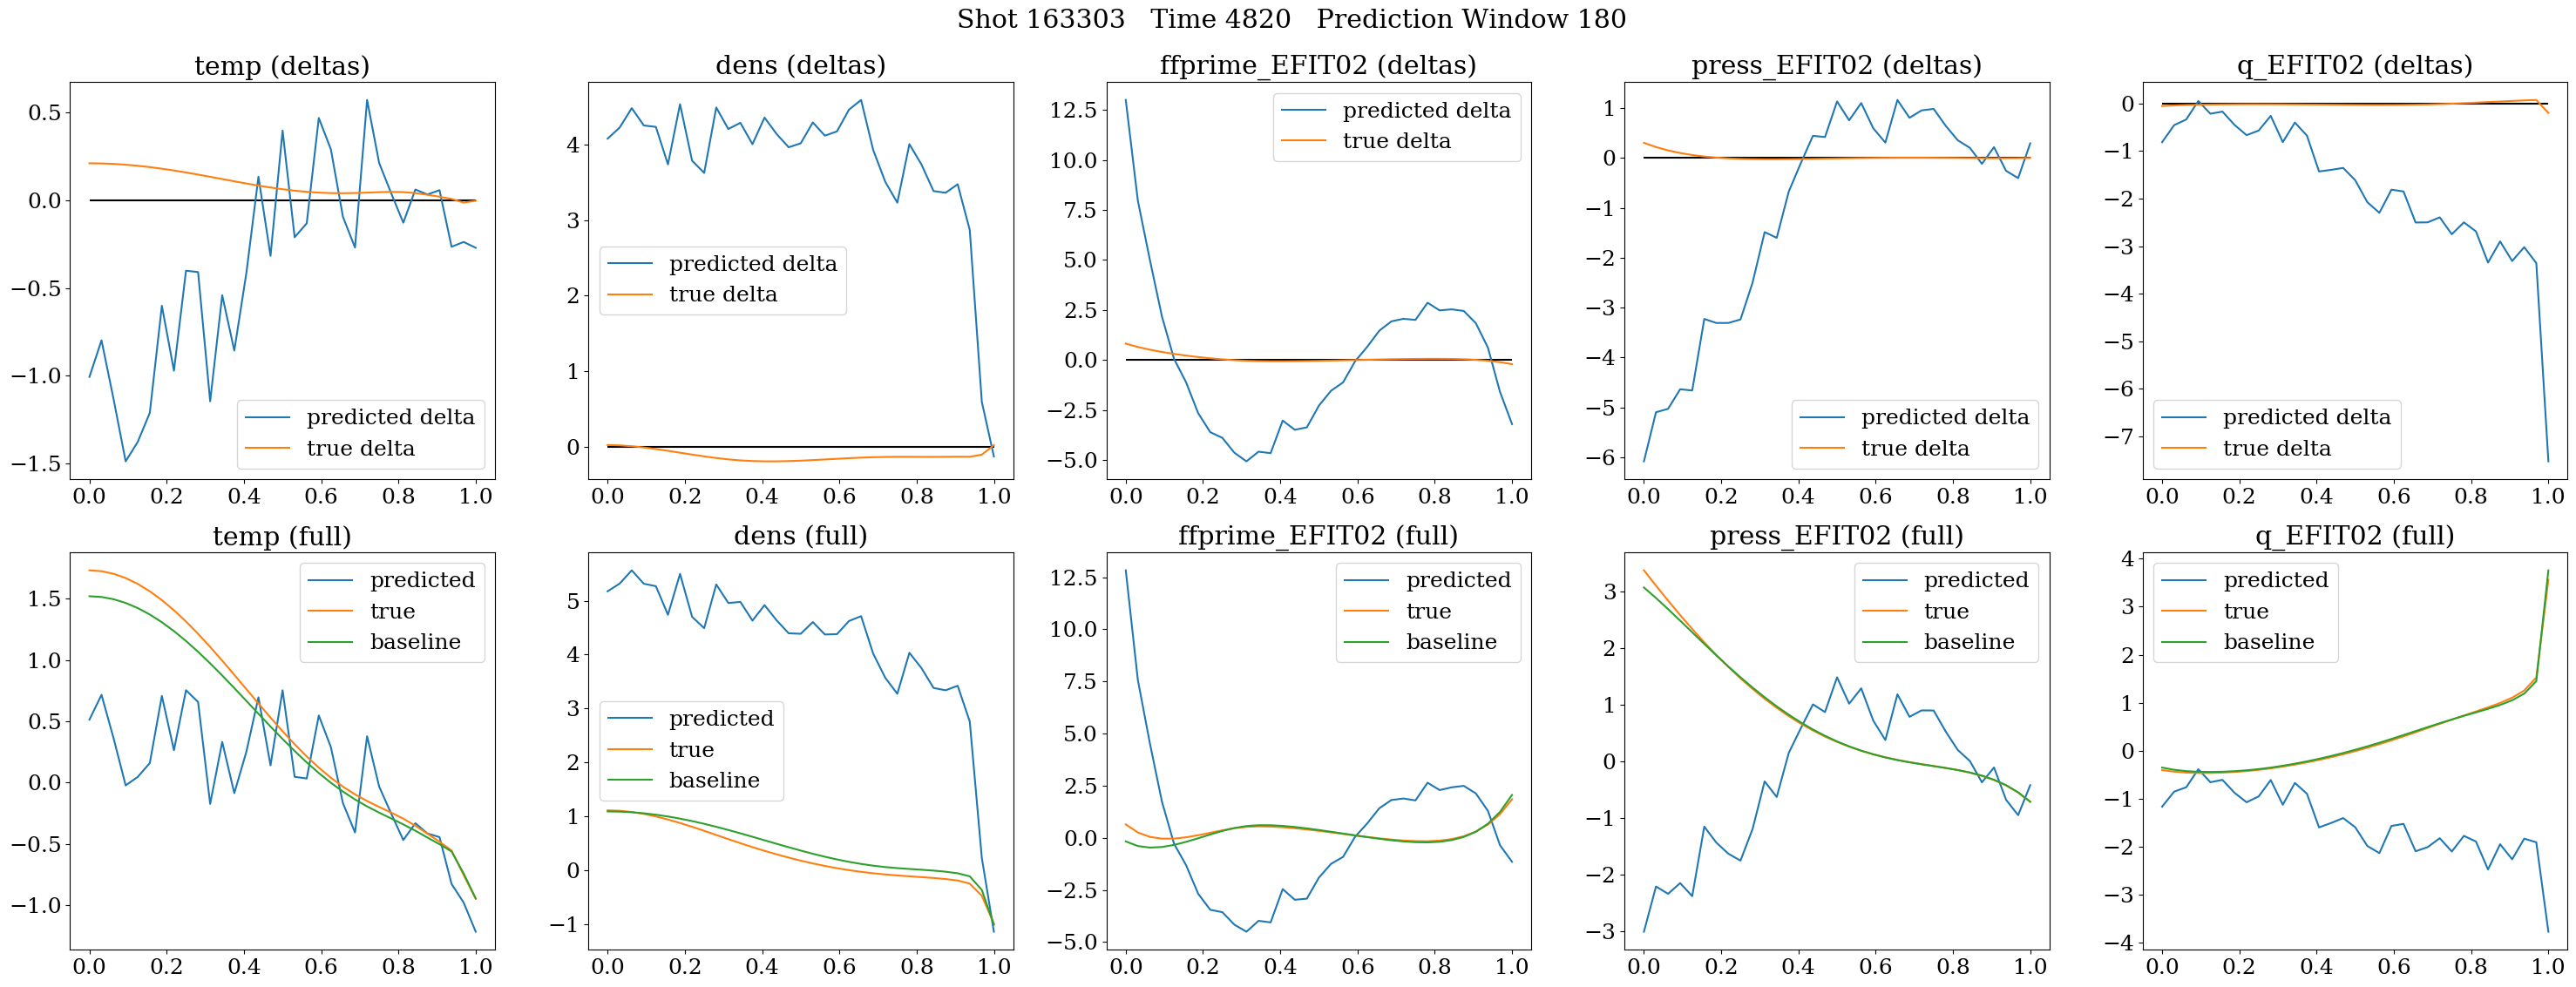 Shot 163303   Time 4820   Prediction Window 180
temp (deltas)
0.5
0.0
−0.5
−1.0
−1.5
0.0 0.2 0.4 0.6 0.8 1.0
predicted delta
true delta
dens (deltas)
4
3
2
1
0
0.0 0.2 0.4 0.6 0.8 1.0
predicted delta
true delta
ffprime_EFIT02 (deltas)
12.5
10.0
7.5
5.0
2.5
0.0
−2.5
−5.0
0.0 0.2 0.4 0.6 0.8 1.0
predicted delta
true delta
press_EFIT02 (deltas)
1
0
−1
−2
−3
−4
−5
−6
0.0 0.2 0.4 0.6 0.8 1.0
predicted delta
true delta
q_EFIT02 (deltas)
0
−1
−2
−3
−4
−5
−6
−7
0.0 0.2 0.4 0.6 0.8 1.0
predicted delta
true delta
temp (full)
1.5
1.0
0.5
0.0
−0.5
−1.0
0.0 0.2 0.4 0.6 0.8 1.0
predicted
true
baseline
dens (full)
5
4
3
2
1
0
−1
0.0 0.2 0.4 0.6 0.8 1.0
predicted
true
baseline
ffprime_EFIT02 (full)
12.5
10.0
7.5
5.0
2.5
0.0
−2.5
−5.0
0.0 0.2 0.4 0.6 0.8 1.0
predicted
true
baseline
press_EFIT02 (full)
3
2
1
0
−1
−2
−3
0.0 0.2 0.4 0.6 0.8 1.0
predicted
true
baseline
q_EFIT02 (full)
4
3
2
1
0
−1
−2
−3
−4
0.0 0.2 0.4 0.6 0.8 1.0
predicted
true
baseline